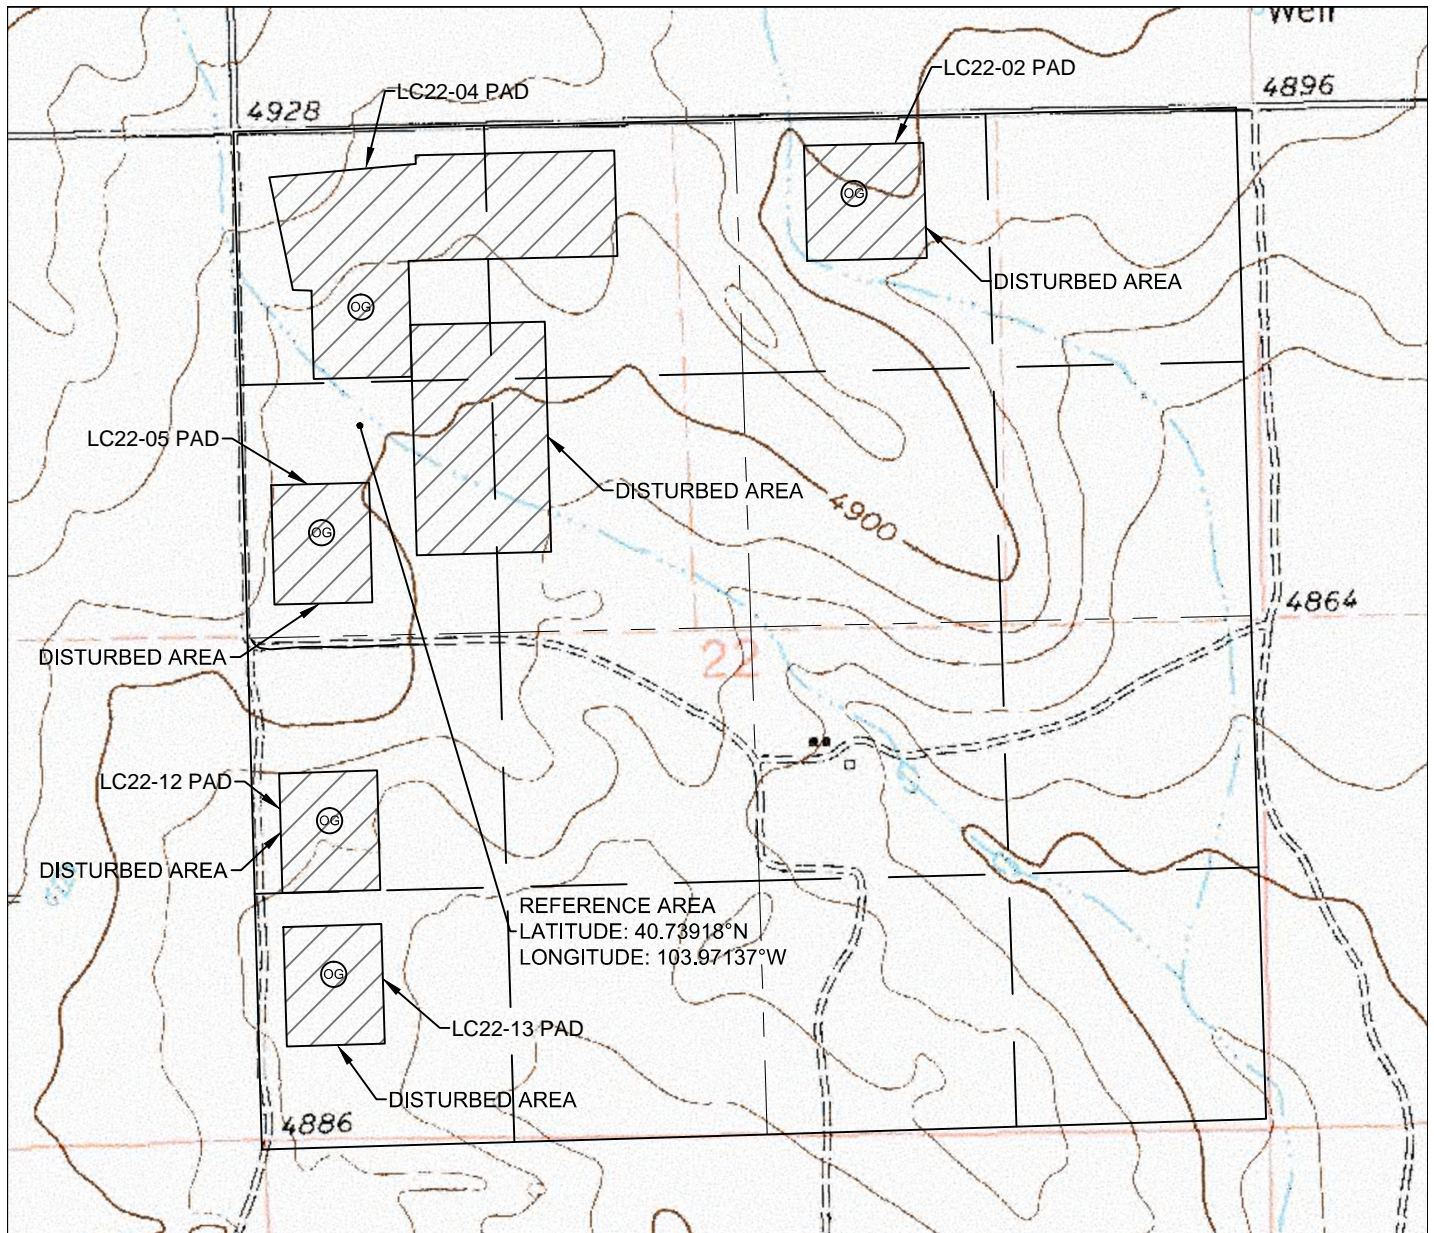 Weir
LC22-02 PAD
4896
LC22-04 PAD
4928
OG
DISTURBED AREA
OG
LC22-05 PAD
DISTURBED AREA
4900
OG
4864
DISTURBED AREA
22
LC22-12 PAD
OG
DISTURBED AREA
REFERENCE AREA
LATITUDE: 40.73918°N
LONGITUDE: 103.97137°W
OG
LC22-13 PAD
DISTURBED AREA
4886